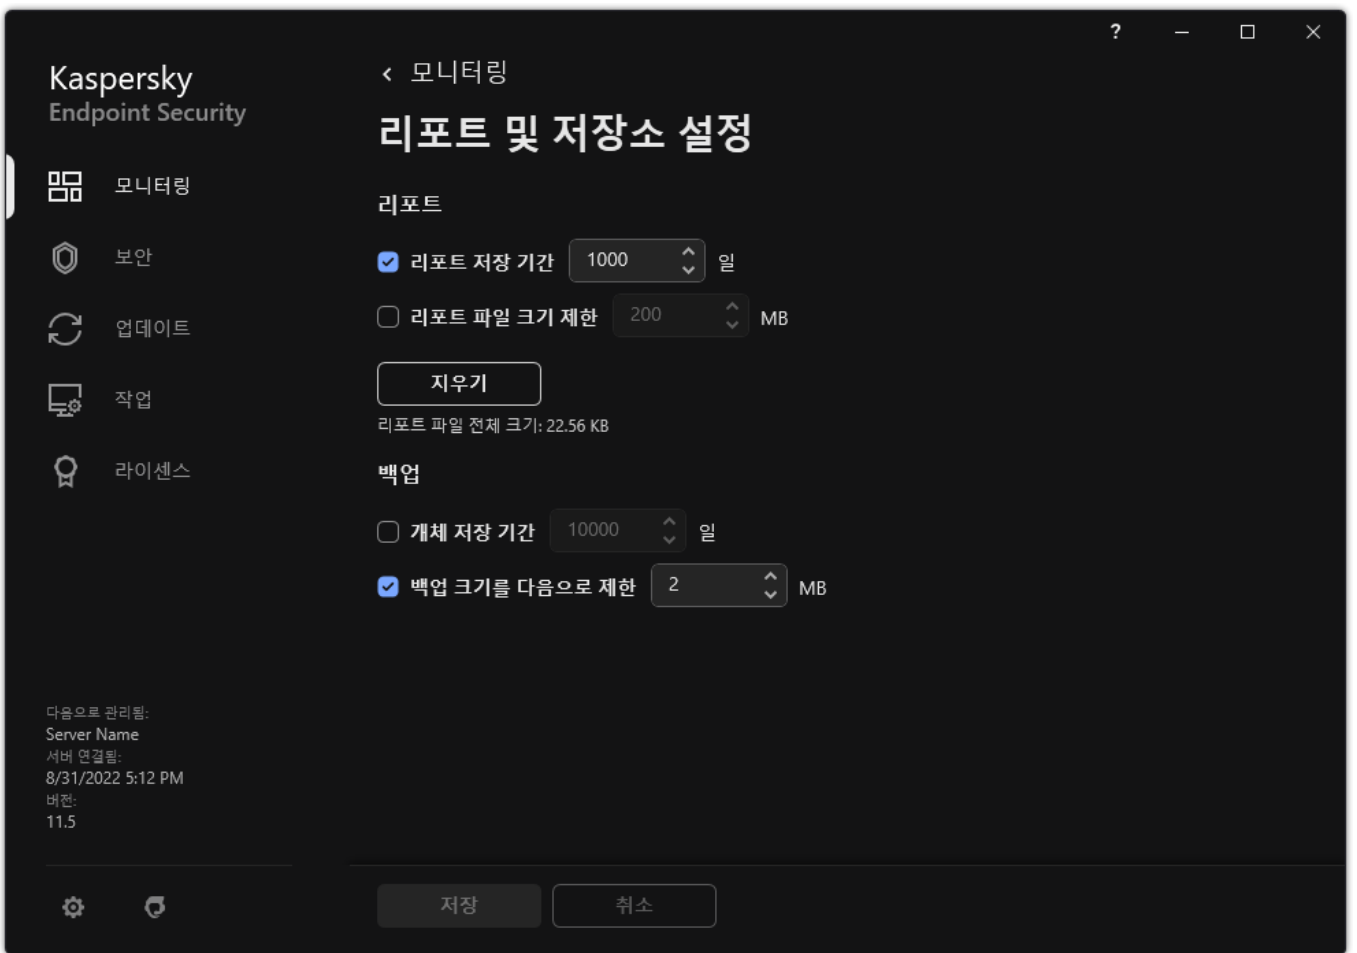 ?
Kaspersky
Endpoint Security
모니터링
보안
업데이트
작업
라이센스
다음으로 관리됨:
Server Name
서버 연결됨:
8/31/2022 5:12 PM
버전:
11.5
모니터링
리포트 및 저장소 설정
리포트
리포트 저장 기간 1000 일
리포트 파일 크기 제한 200 MB
지우기
리포트 파일 전체 크기: 22.56 KB
백업
개체 저장 기간 10000 일
백업 크기를 다음으로 제한 2 MB
저장 취소